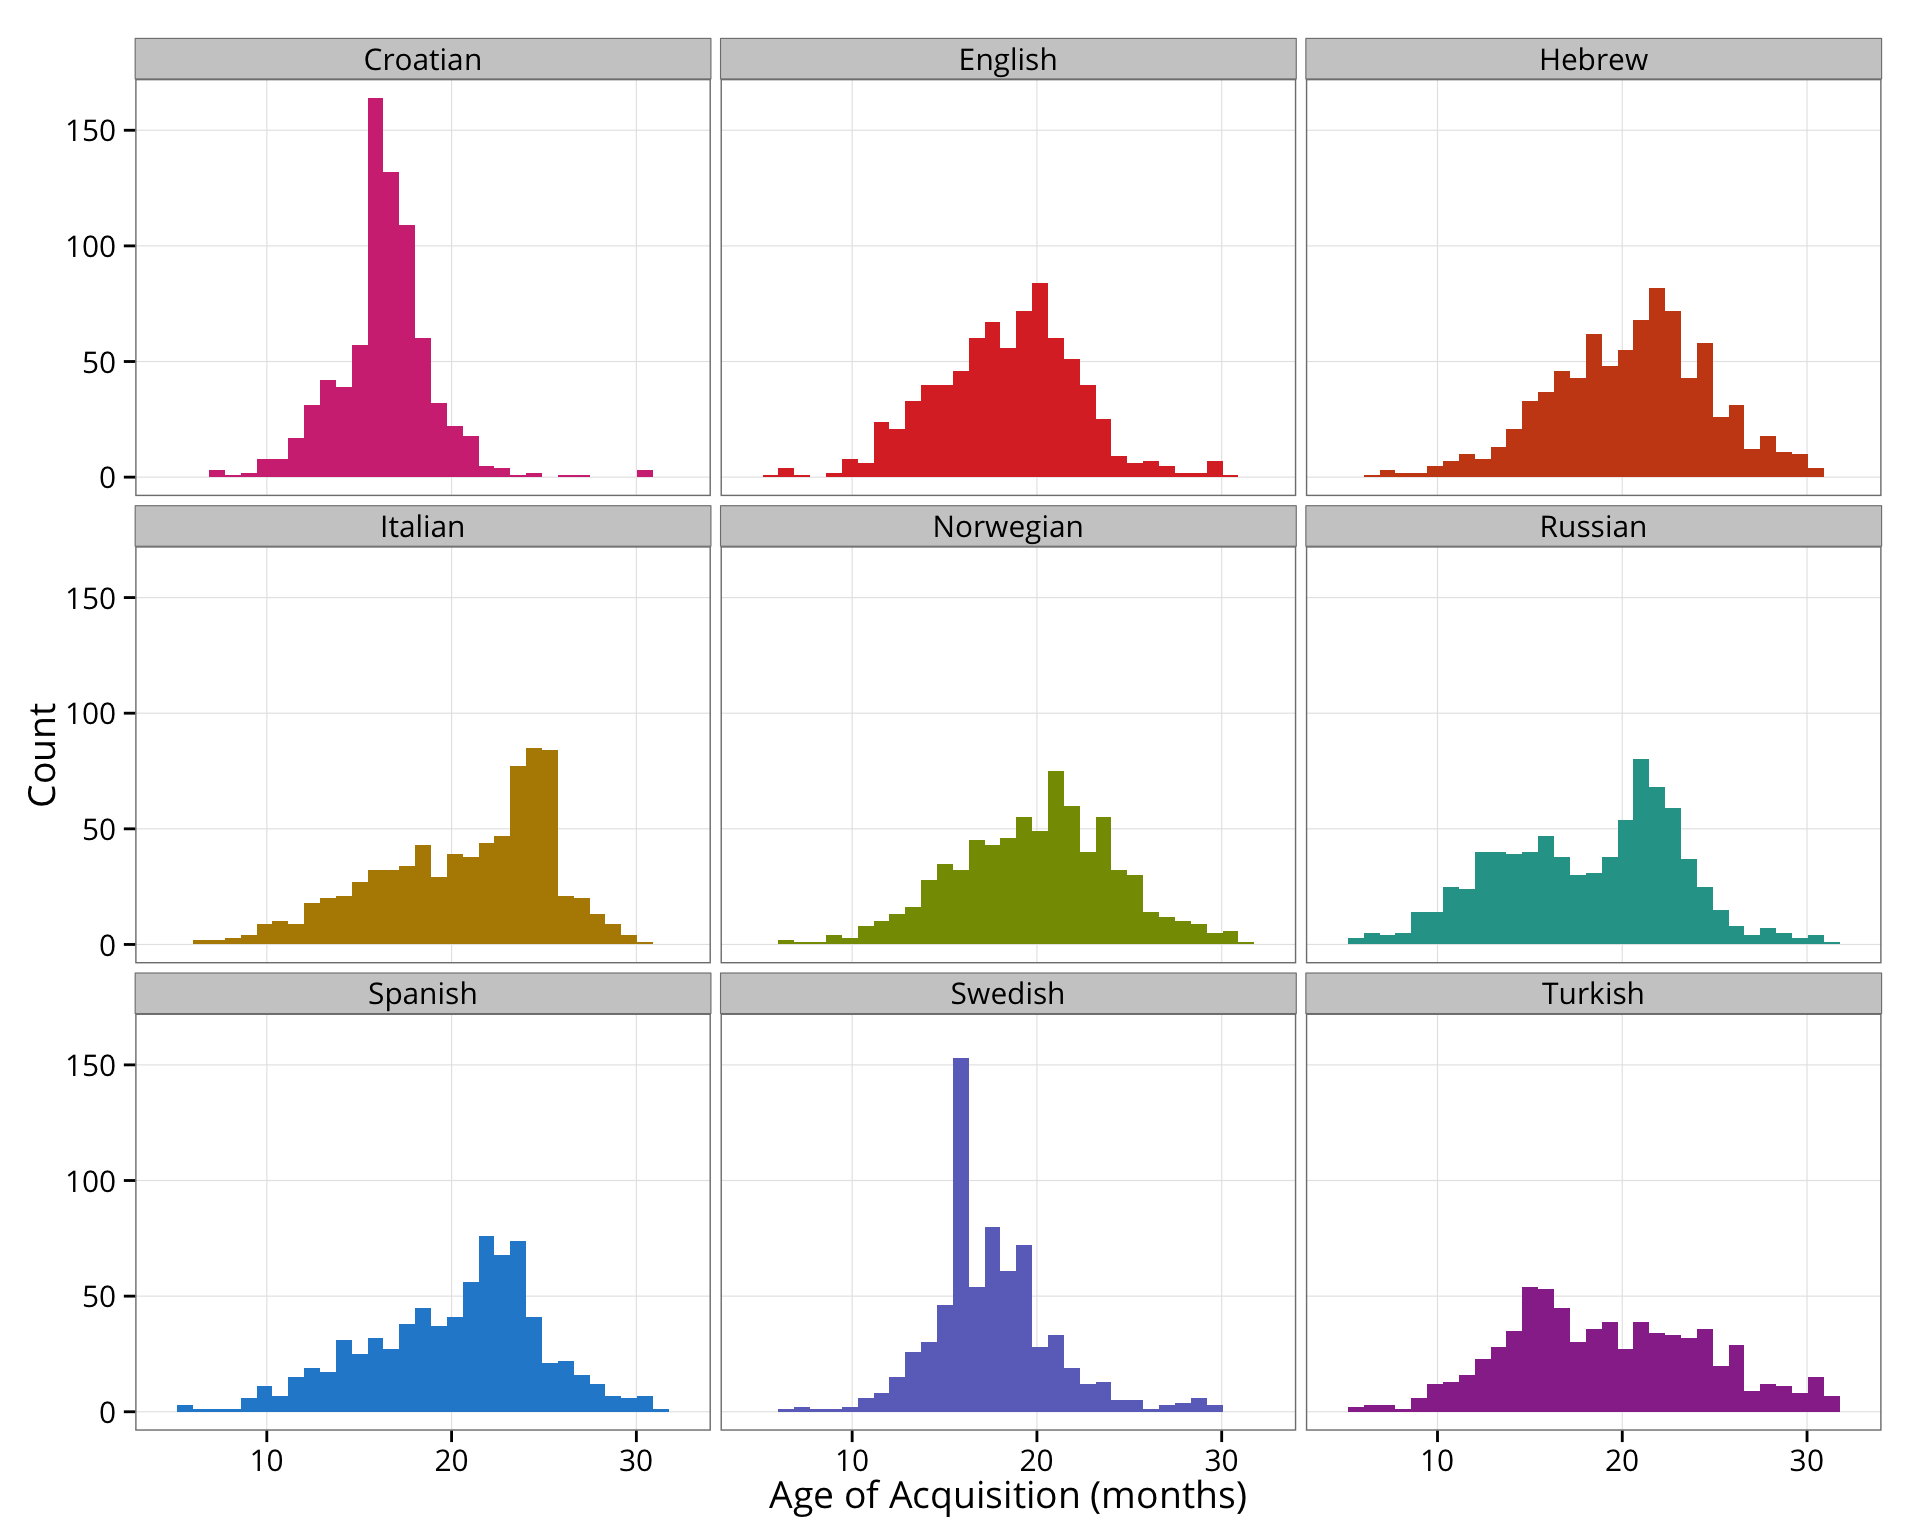 Croatian
English
Hebrew
150
100
50
0
Italian
Norwegian
Russian
150
100
50
0
Count
Spanish
Swedish
Turkish
150
100
50
0
10 20 30 10 20 30 10 20 30
Age of Acquisition (months)